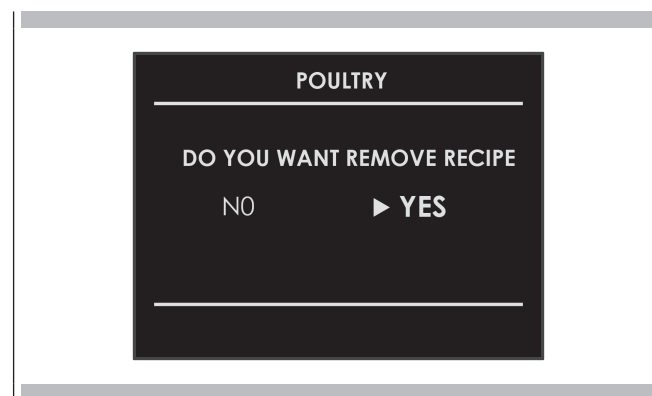 POULTRY
DO YOU WANT REMOVE RECIPE
N0 ▶ YES